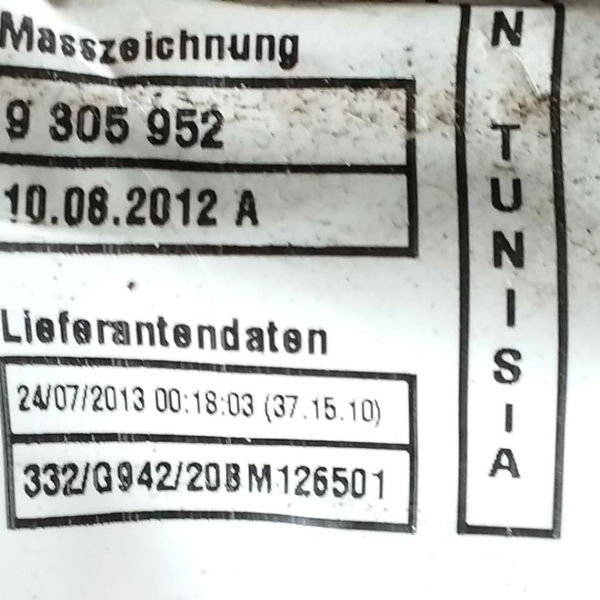 Masszeichnung
9 305 952
10.08.2012 A
Lieferantendaten
24/07/2013 00:18:03 (37.15.10)
332/G942/20BM126501
N TUNISIA